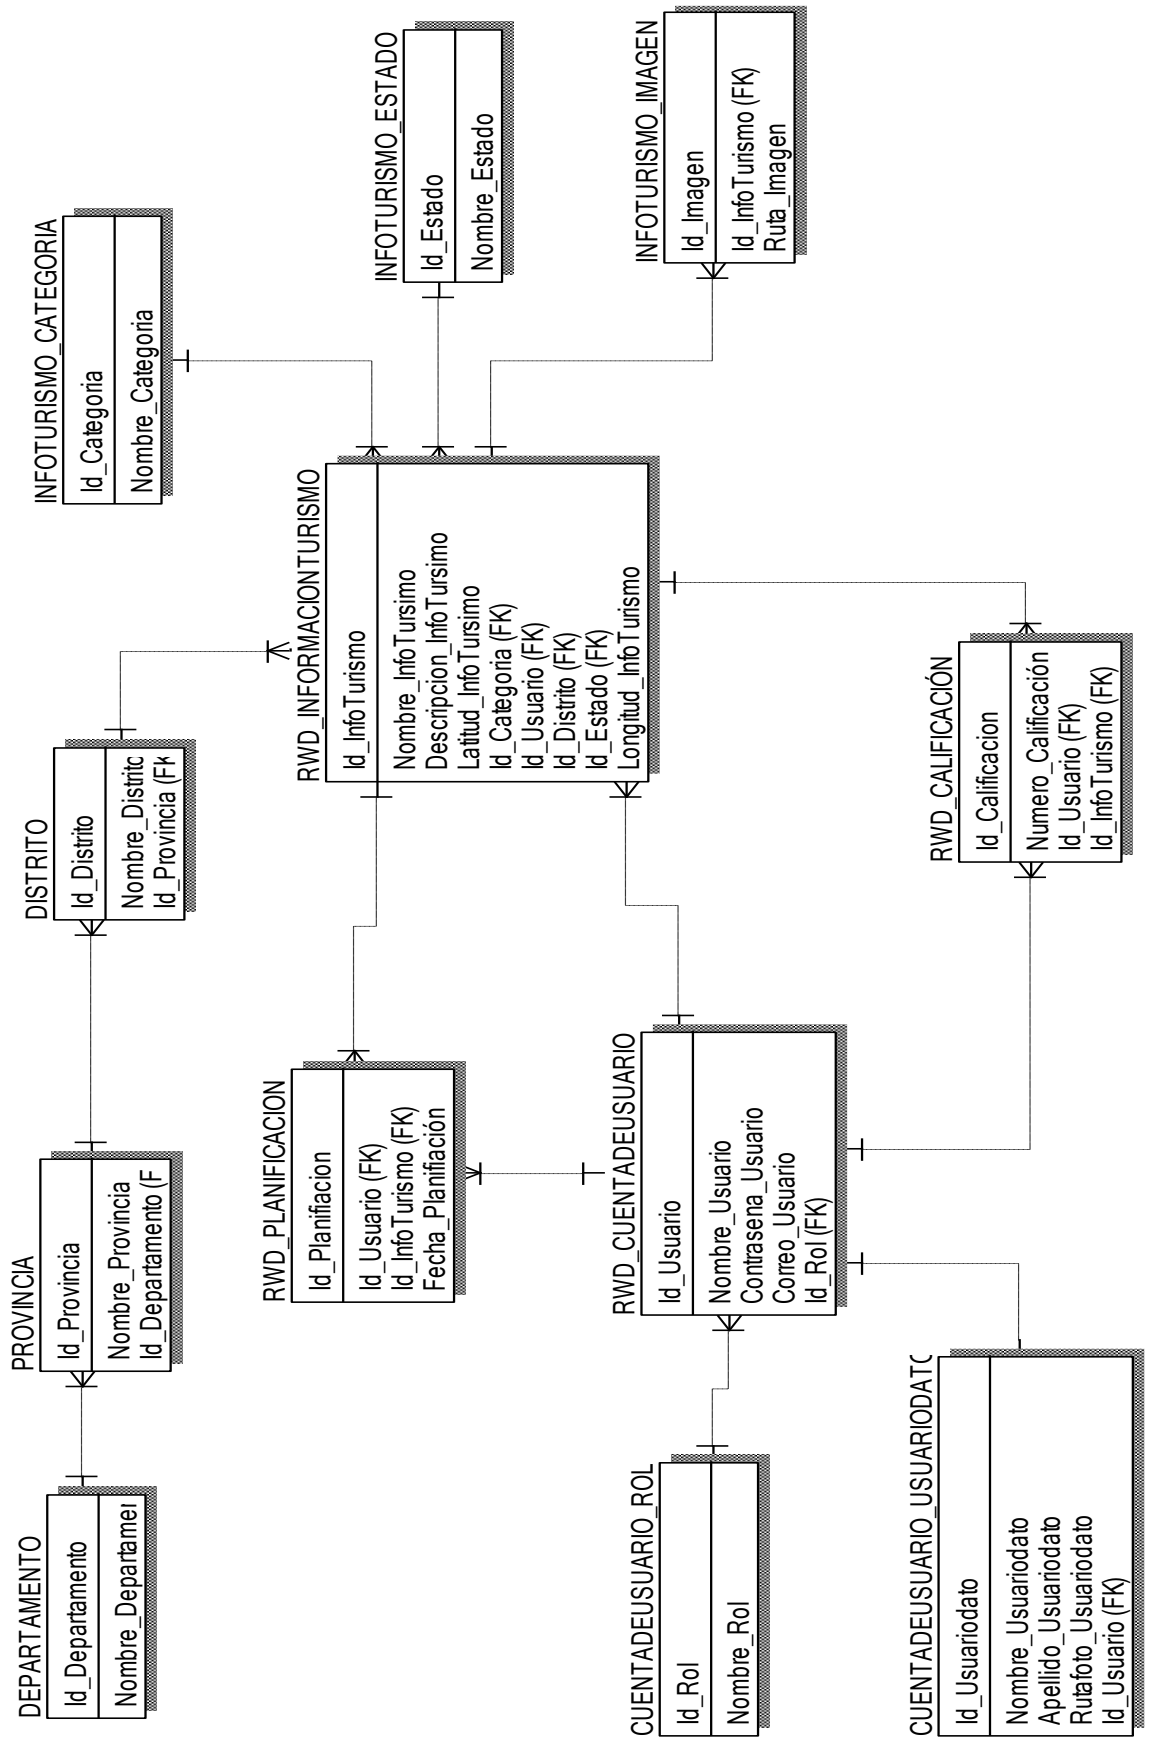 DEPARTAMENTO
Id_Departamento
Nombre_Departamer
PROVINCIA
Id_Provincia
Nombre_Provincia
Id_Departamento (F
DISTRITO
Id_Distrito
Nombre_Distrito
Id_Provincia (FK
INFOTURISMO_CATEGORIA
Id_Categoria
Nombre_Categoria
RWD_PLANIFICACION
Id_Planifiacion
Id_Usuario (FK)
Id_InfoTurismo (FK)
Fecha_Planifiación
RWD_INFORMACIONTURISMO
Id_InfoTurismo
Nombre_InfoTursimo
Descripcion_InfoTursimo
Latitud_InfoTursimo
Id_Categoria (FK)
Id_Usuario (FK)
Id_Distrito (FK)
Id_Estado (FK)
Longitud_InfoTurismo
INFOTURISMO_ESTADO
Id_Estado
Nombre_Estado
CUENTADEUSUARIO_ROL
Id_Rol
Nombre_Rol
RWD_CUENTADEUSUARIO
Id_Usuario
Nombre_Usuario
Contrasena_Usuario
Correo_Usuario
Id_Rol (FK)
INFOTURISMO_IMAGEN
Id_Imagen
Id_InfoTurismo (FK)
Ruta_Imagen
CUENTADEUSUARIO_USUARIODATO
Id_Usuariodato
Nombre_Usuariodato
Apellido_Usuariodato
Rutafoto_Usuariodato
Id_Usuario (FK)
RWD_CALIFICACIÓN
Id_Calificacion
Numero_Calificación
Id_Usuario (FK)
Id_InfoTurismo (FK)